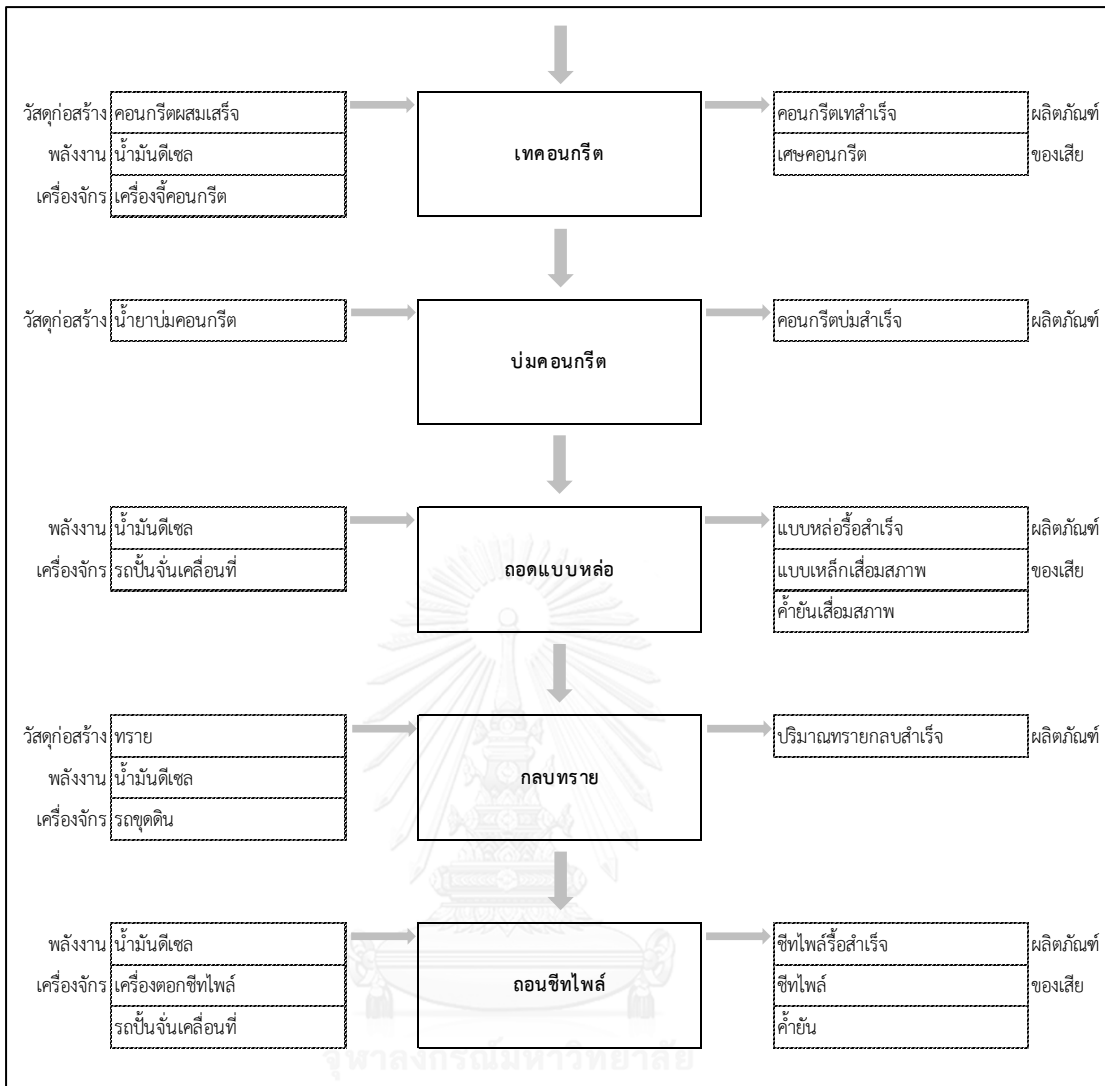 วัสดุก่อสร้าง คอนกรีตผสมเสร็จ คอนกรีตเทสำเร็จ ผลิตภัณฑ์
พลังงาน น้ำมันดีเซล เทคอนกรีต เศษคอนกรีต ของเสีย
เครื่องจักร เครื่องจี้คอนกรีต
วัสดุก่อสร้าง น้ำยาบ่มคอนกรีต คอนกรีตบ่มสำเร็จ ผลิตภัณฑ์
บ่มคอนกรีต
พลังงาน น้ำมันดีเซล แบบหล่อรื้อสำเร็จ ผลิตภัณฑ์
เครื่องจักร รถปั้นจั่นเคลื่อนที่ ถอดแบบหล่อ แบบเหล็กเสื่อมสภาพ ของเสีย
ค้ำยันเสื่อมสภาพ
วัสดุก่อสร้าง ทราย ปริมาณทรายกลบสำเร็จ ผลิตภัณฑ์
พลังงาน น้ำมันดีเซล กลบทราย
เครื่องจักร รถขุดดิน
พลังงาน น้ำมันดีเซล ชีทไพล์รื้อสำเร็จ ผลิตภัณฑ์
เครื่องจักร เครื่องตอกชีทไพล์ ถอนชีทไพล์ ชีทไพล์ ของเสีย
รถปั้นจั่นเคลื่อนที่ ค้ำยัน
จุฬาลงกรณ์มหาวิทยาลัย